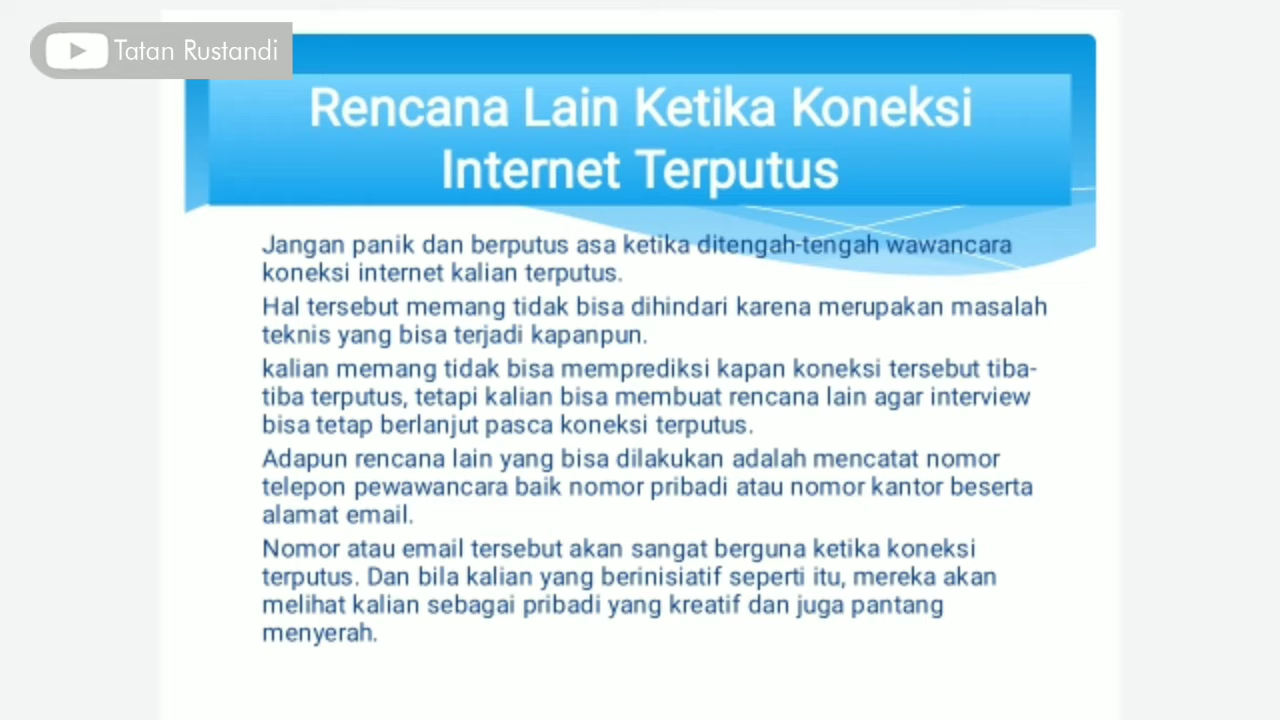 Tatan Rustandi
Rencana Lain Ketika Koneksi
Internet Terputus
Jangan panik dan berputus asa ketika ditengah-tengah wawancara
koneksi internet kalian terputus.
Hal tersebut memang tidak bisa dihindari karena merupakan masalah
teknis yang bisa terjadi kapanpun.
kalian memang tidak bisa memprediksi kapan koneksi tersebut tiba-
tiba terputus, tetapi kalian bisa membuat rencana lain agar interview
bisa tetap berlanjut pasca koneksi terputus.
Adapun rencana lain yang bisa dilakukan adalah mencatat nomor
telepon pewawancara baik nomor pribadi atau nomor kantor beserta
alamat email.
Nomor atau email tersebut akan sangat berguna ketika koneksi
terputus. Dan bila kalian yang berinisiatif seperti itu, mereka akan
melihat kalian sebagai pribadi yang kreatif dan juga pantang
menyerah.